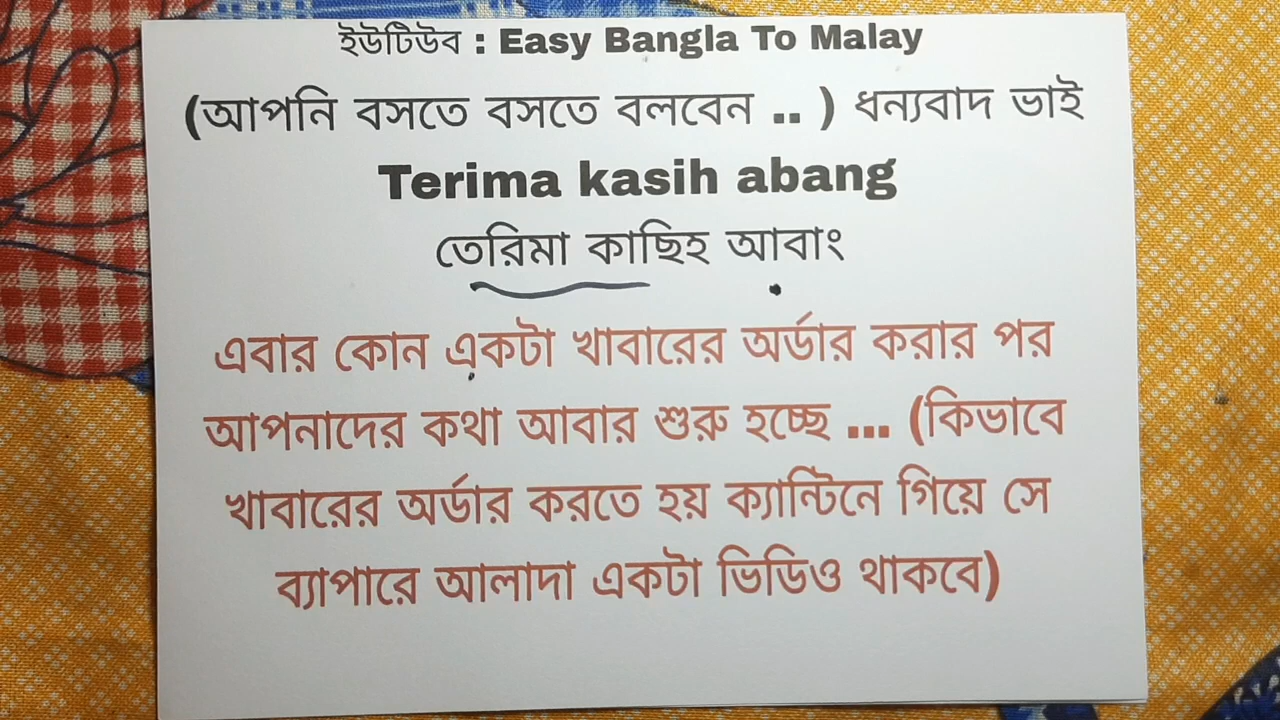 ইউটিউব : Easy Bangla To Malay
(আপনি বসতে বসতে বলবেন .. ) ধন্যবাদ ভাই
Terima kasih abang
তেরিমা কাছিহ আবাং
এবার কোন একটা খাবারের অর্ডার করার পর
আপনাদের কথা আবার শুরু হচ্ছে ... (কিভাবে
খাবারের অর্ডার করতে হয় ক্যান্টিনে গিয়ে সে
ব্যাপারে আলাদা একটা ভিডিও থাকবে)